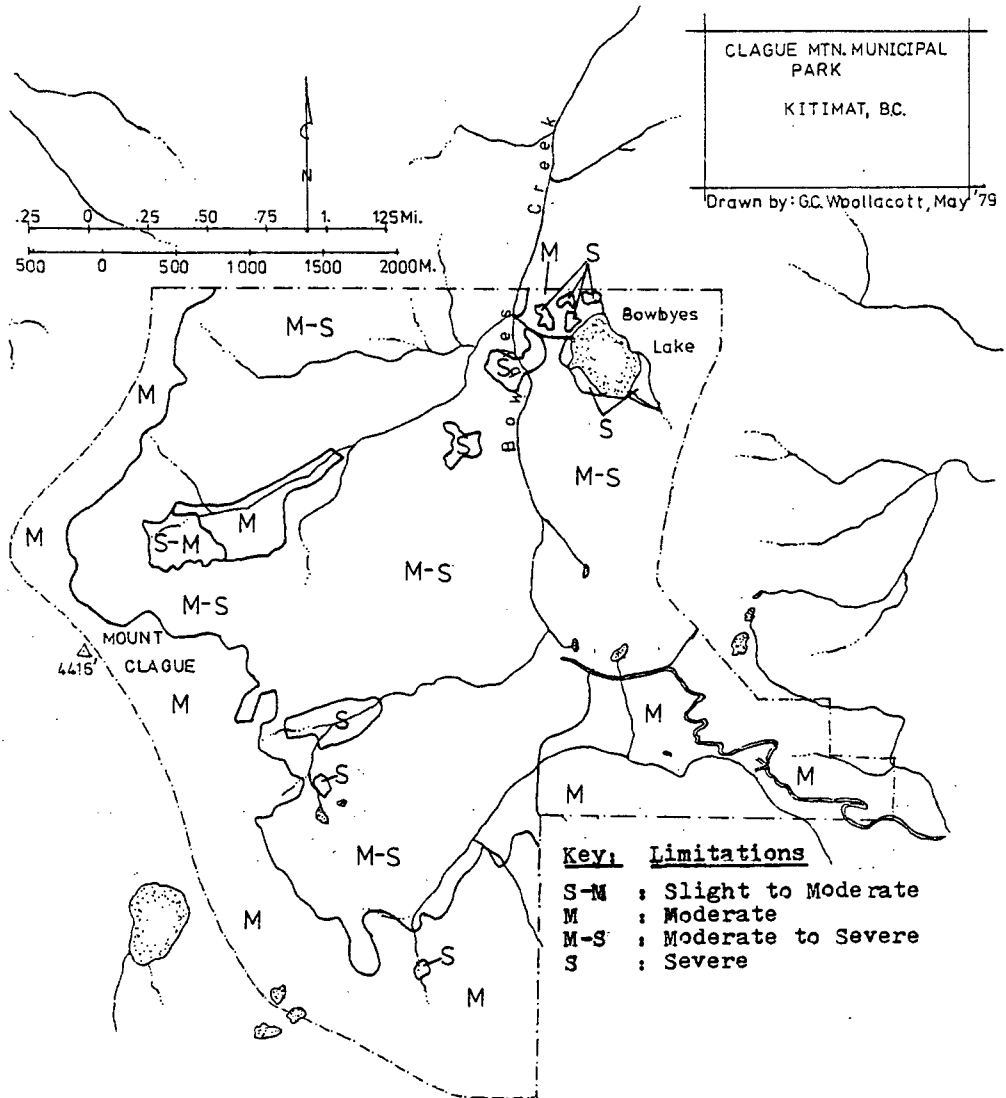 CLAGUE MTN. MUNICIPAL
PARK
KITIMAT, B.C.
Drawn by: G.C. Woollacott, May '79
N
.25 0 .25 .50 .75 1. 125 Mi.
500 0 500 1000 1500 2000 M.
Bowbyes Creek
M S
Bowbyes
Lake
M-S
S
M
S
S
M-S
M
S-M
M
M-S
M-S
MOUNT
CLAGUE
4415'
M
S
M
M
S
M
M-S
M
S
M
Key: Limitations
S-M : Slight to Moderate
M : Moderate
M-S : Moderate to Severe
S : Severe